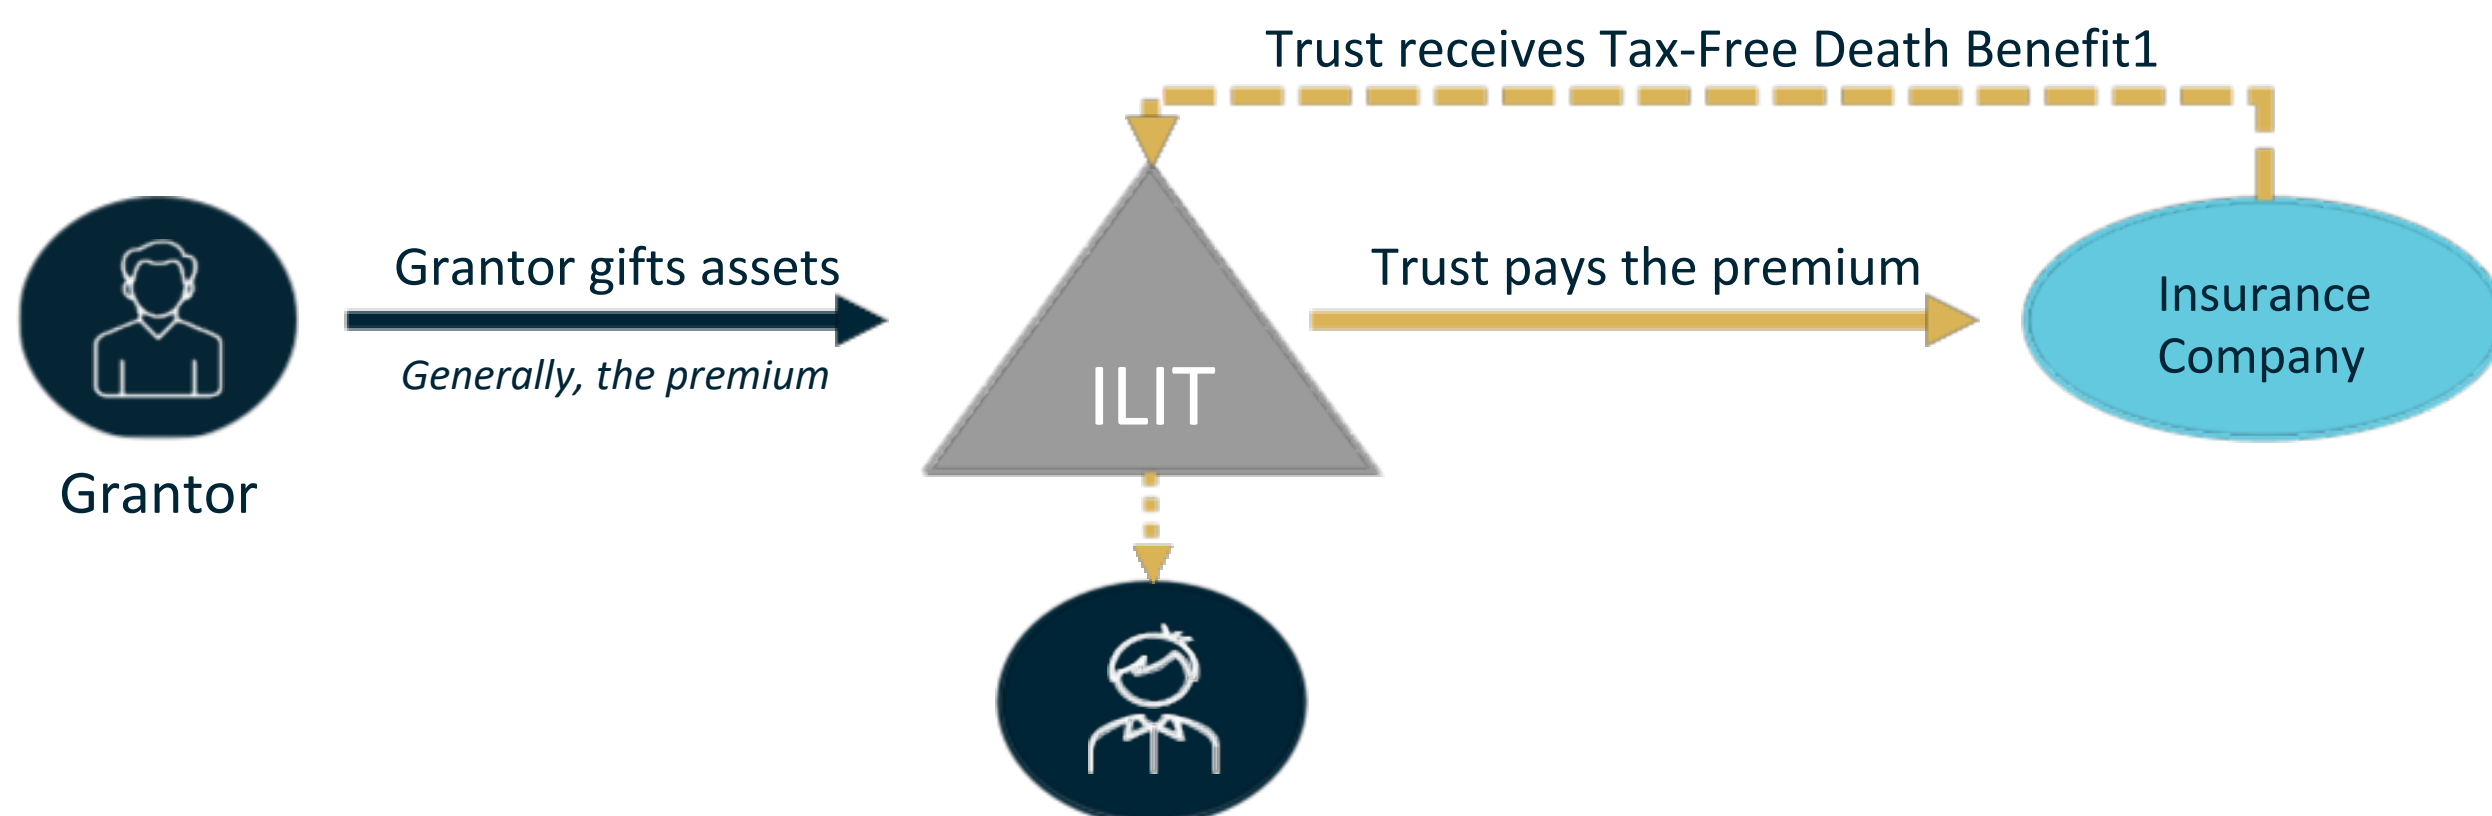 Trust receives Tax-Free Death Benefit1
Grantor gifts assets
Trust pays the premium
Insurance
Company
Generally, the premium
ILIT
Grantor